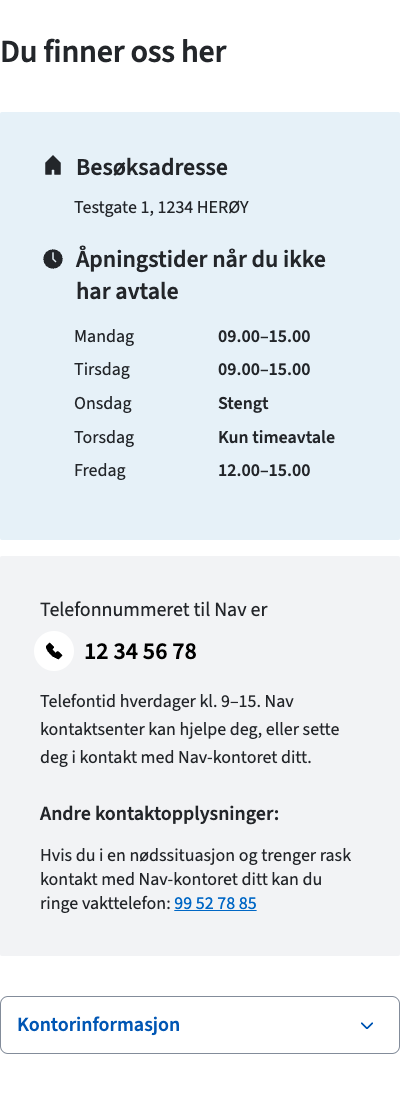 Du finner oss her
Besøksadresse
Testgate 1, 1234 HERØY
Åpningstider når du ikke
har avtale
Mandag 09.00–15.00
Tirsdag 09.00–15.00
Onsdag Stengt
Torsdag Kun timeavtale
Fredag 12.00–15.00
Telefonnummeret til Nav er
12 34 56 78
Telefontid hverdager kl. 9–15. Nav
kontaktsenter kan hjelpe deg, eller sette
deg i kontakt med Nav-kontoret ditt.
Andre kontaktopplysninger:
Hvis du i en nødssituasjon og trenger rask
kontakt med Nav-kontoret ditt kan du
ringe vakttelefon: 99 52 78 85
Kontorinformasjon